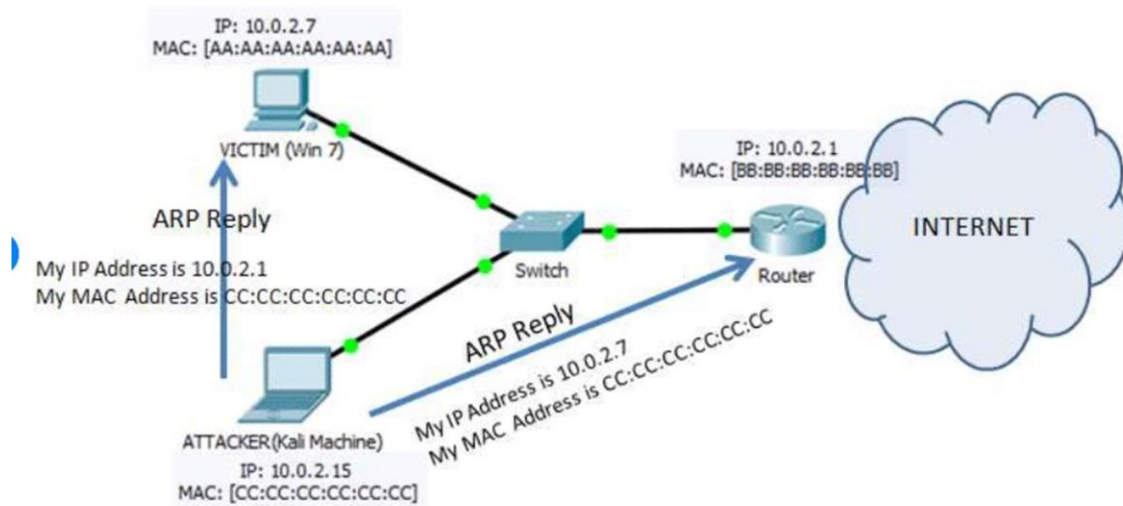 IP: 10.0.2.7
MAC: [AA:AA:AA:AA:AA:AA]
VICTIM (Win 7)
ARP Reply
My IP Address is 10.0.2.1
My MAC Address is CC:CC:CC:CC:CC:CC
Switch
IP: 10.0.2.1
MAC: [BB:BB:BB:BB:BB:BB]
Router
INTERNET
ARP Reply
My IP Address is 10.0.2.7
My MAC Address is CC:CC:CC:CC:CC:CC
ATTACKER(Kali Machine)
IP: 10.0.2.15
MAC: [CC:CC:CC:CC:CC:CC]